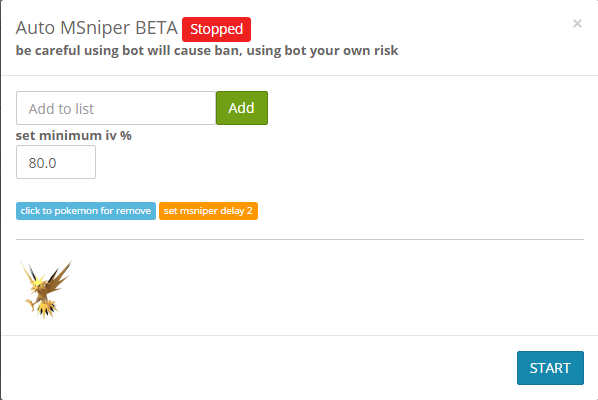 Auto MSniper BETA Stopped ×
be careful using bot will cause ban, using bot your own risk
Add to list Add
set minimum iv %
80.0
click to pokemon for remove set msniper delay 2
START